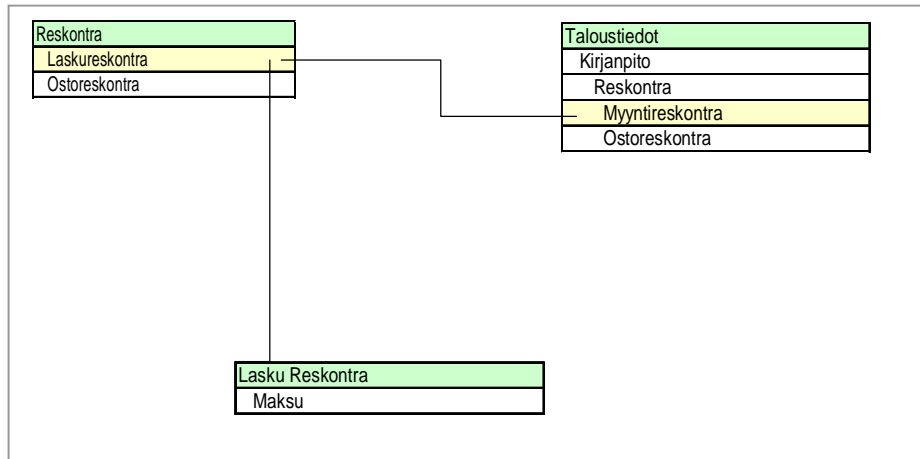 Reskontra
Laskureskontra
Ostoreskontra
Taloustiedot
Kirjanpito
Reskontra
Myyntireskontra
Ostoreskontra
Lasku Reskontra
Maksu